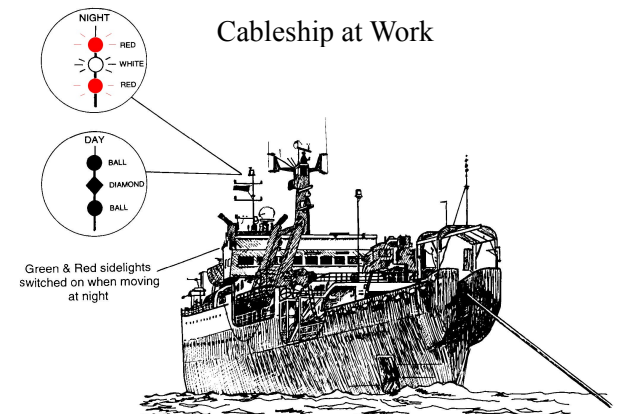 Cableship at Work
NIGHT
RED
WHITE
RED
DAY
BALL
DIAMOND
BALL
Green & Red sidelights
switched on when moving
at night